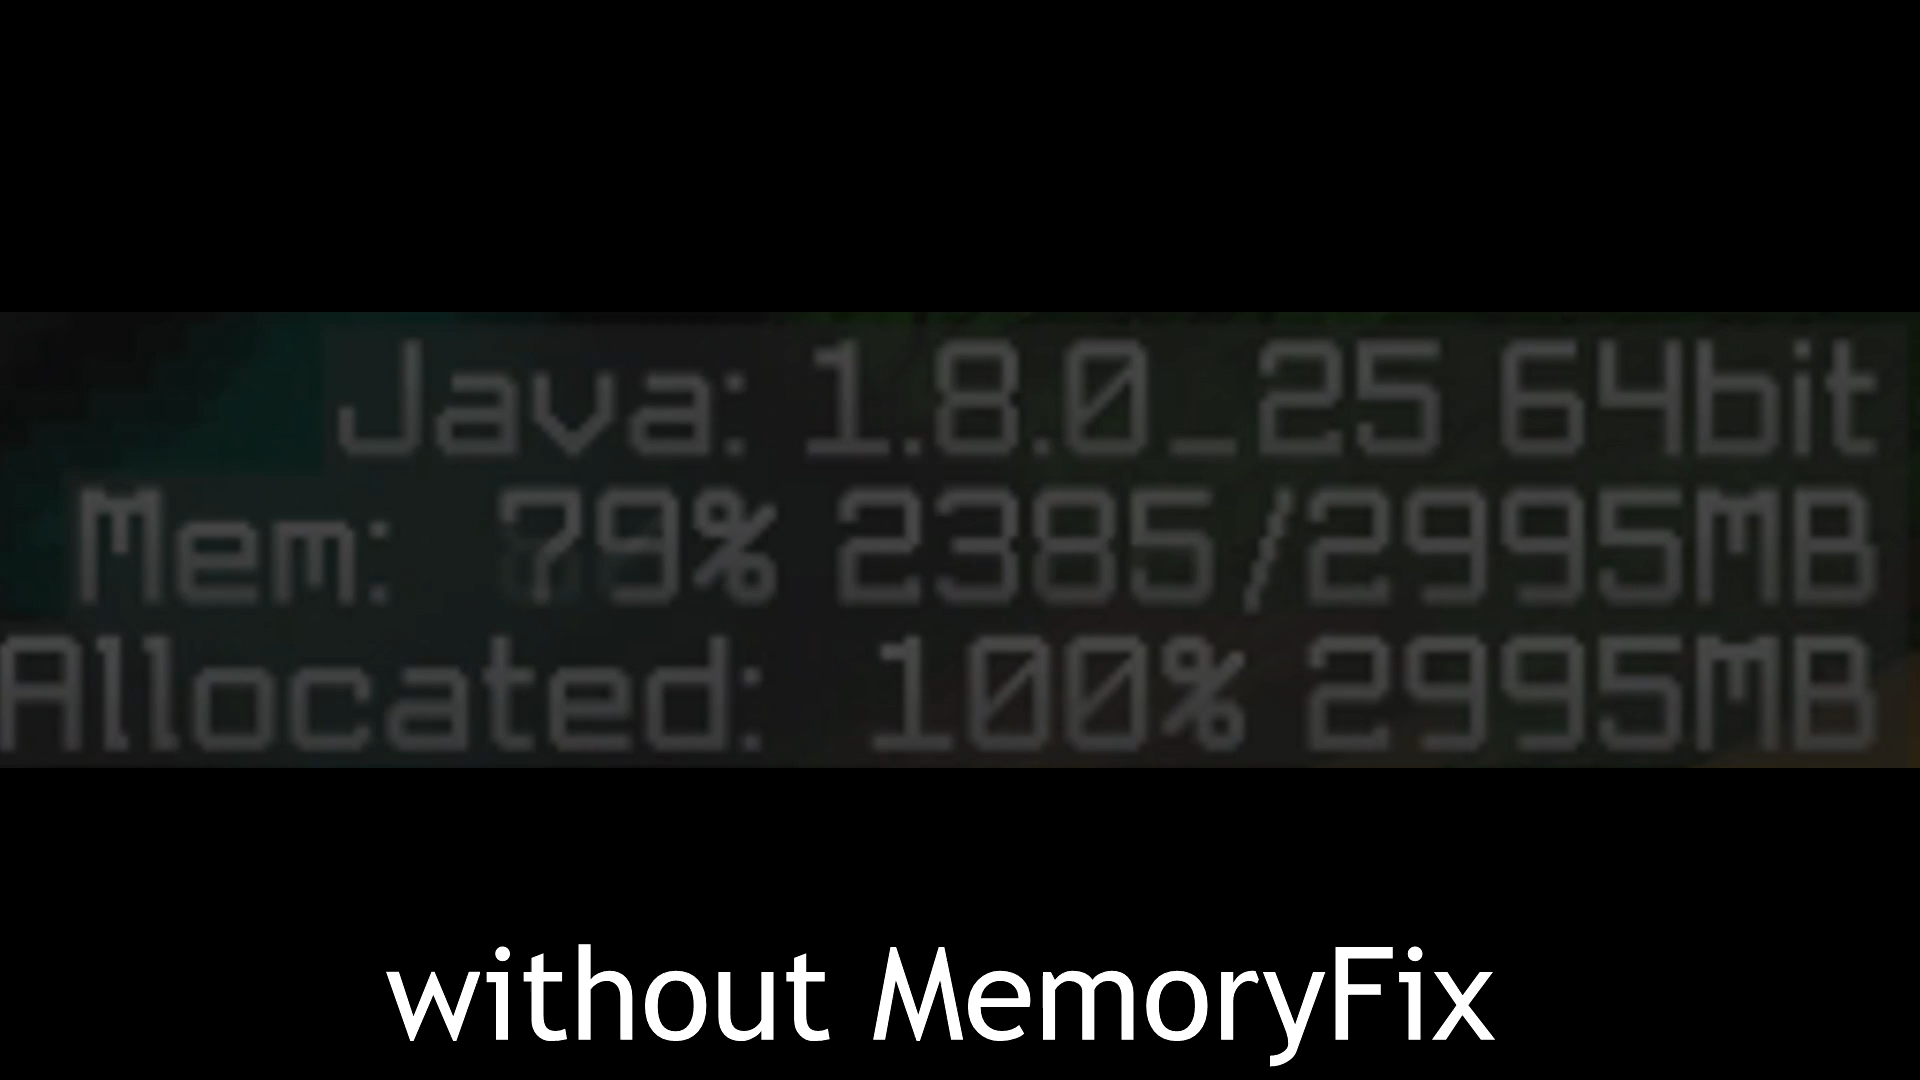 Java: 1.8.0_25 64bit
Mem: 79% 2385/2995MB
Allocated: 100% 2995MB
without MemoryFix